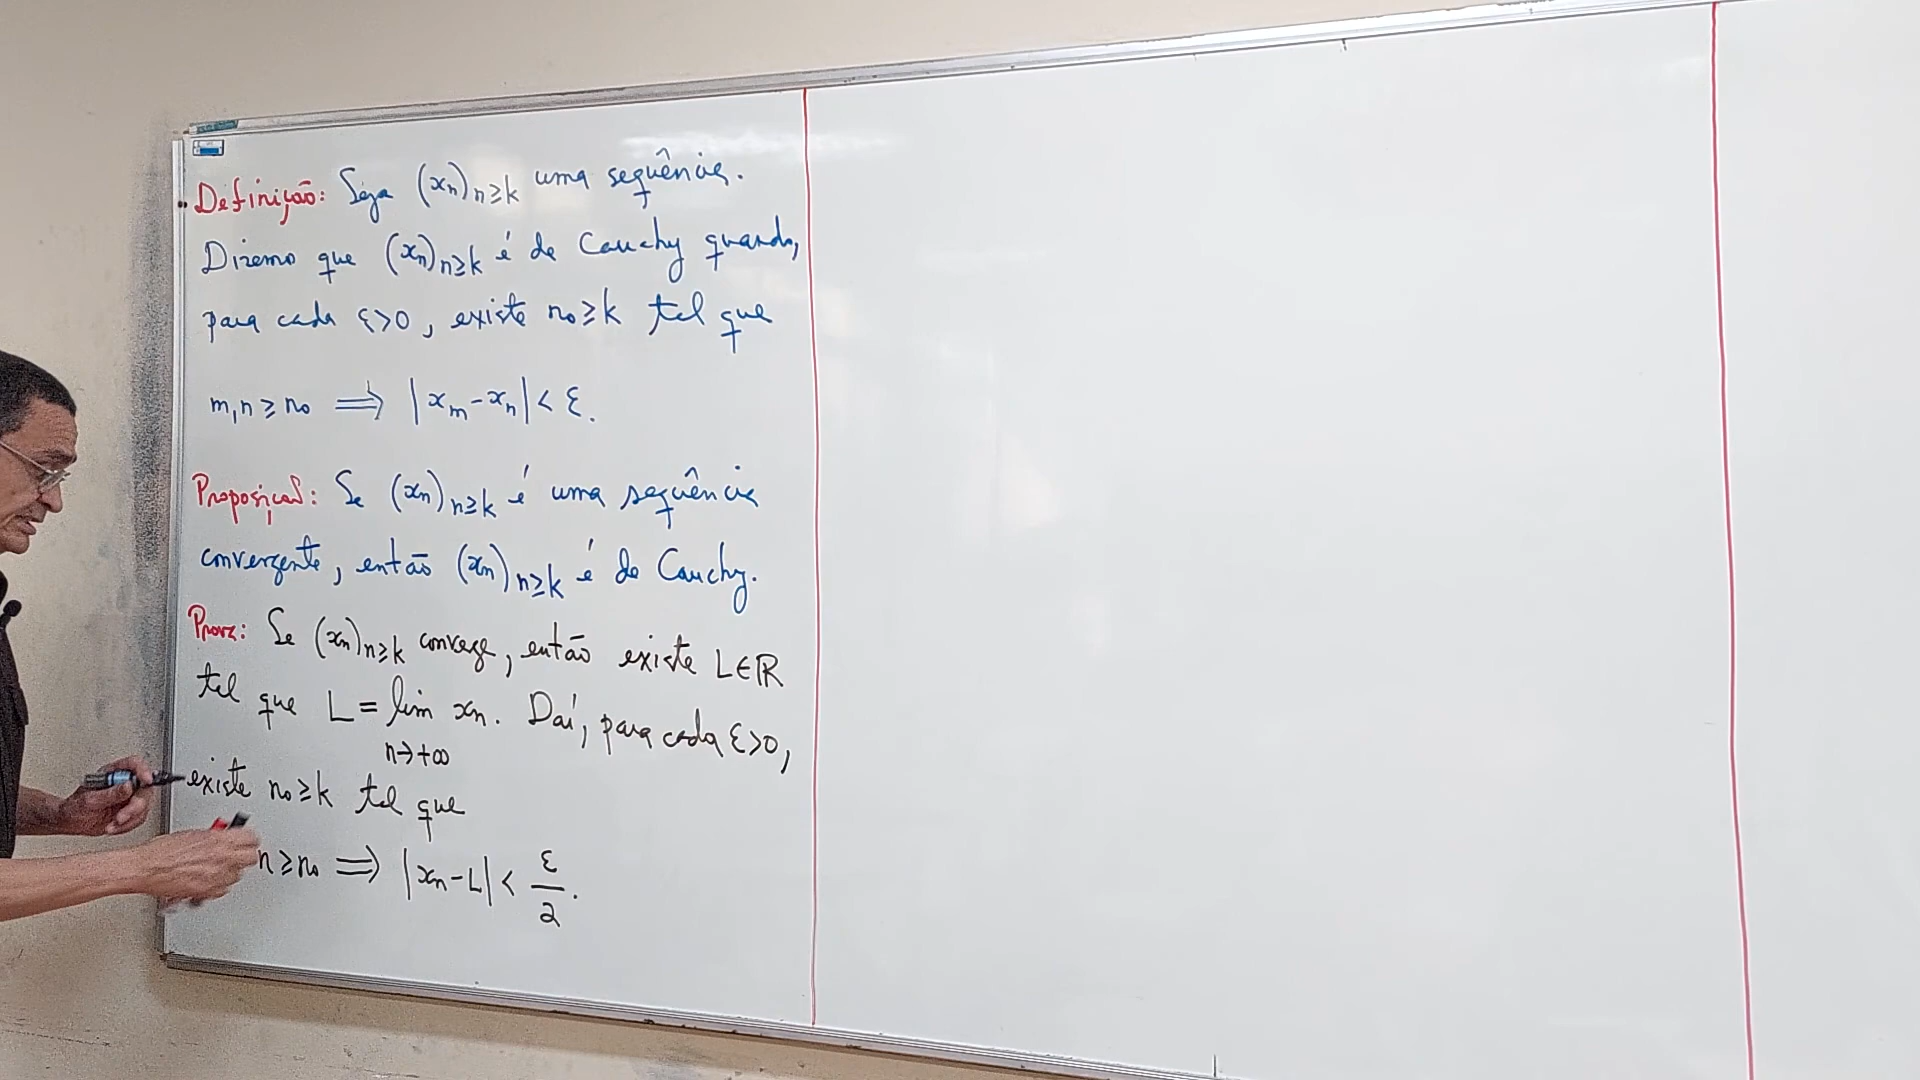 Definição: Seja (xn)n≥k uma sequência.
Dizemo que (xn)n≥k é de Cauchy quando,
para cada ε>0, existe n₀≥k tal que
m,n ≥ n₀ ⟹ |xm - xn| < ε.
Proposição: Se (xn)n≥k é uma sequência
convergente, então (xn)n≥k é de Cauchy.
Prova: Se (xn)n≥k converge, então existe L∈ℝ
tal que L = lim xn. Daí, para cada ε>0,
n→+∞
existe n₀≥k tal que
n ≥ n₀ ⟹ |xn - L| < ε/2.